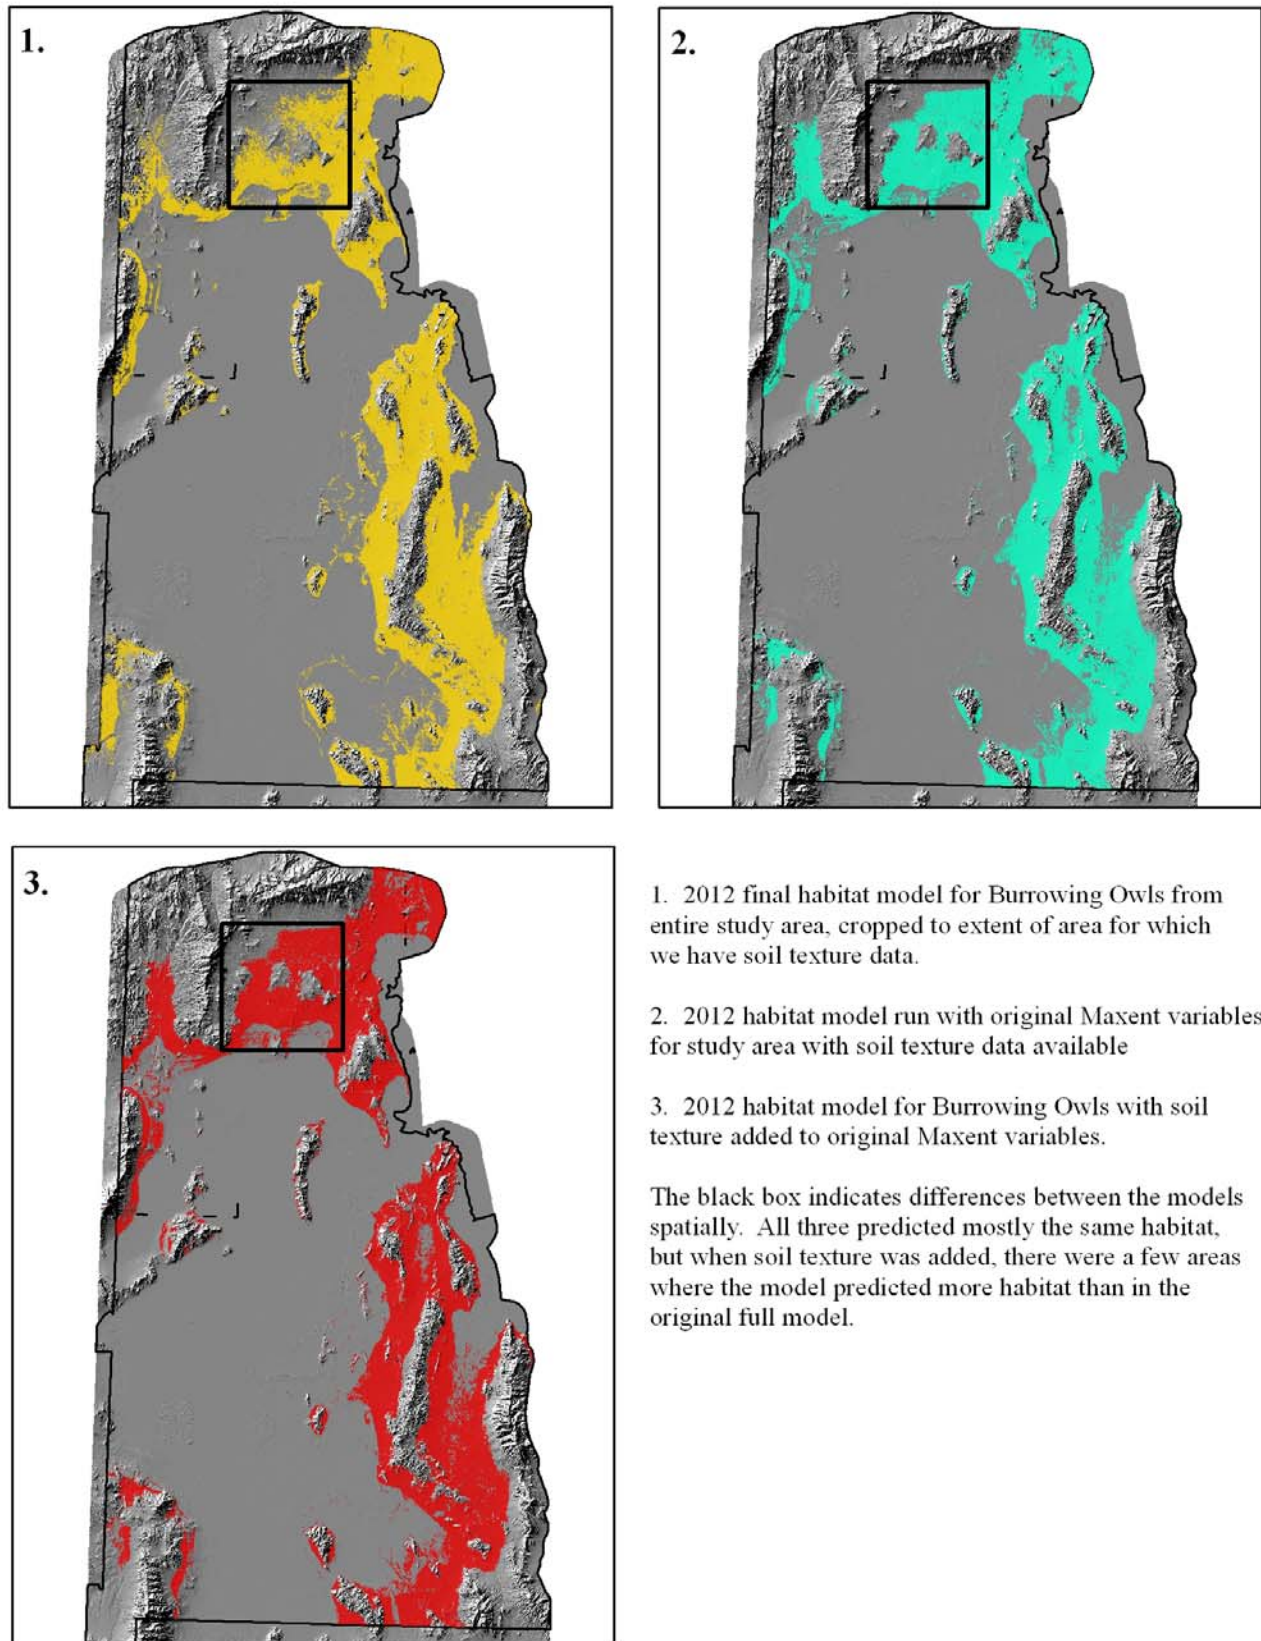 1.
2.
3.
1. 2012 final habitat model for Burrowing Owls from
entire study area, cropped to extent of area for which
we have soil texture data.
2. 2012 habitat model run with original Maxent variables
for study area with soil texture data available
3. 2012 habitat model for Burrowing Owls with soil
texture added to original Maxent variables.
The black box indicates differences between the models
spatially. All three predicted mostly the same habitat,
but when soil texture was added, there were a few areas
where the model predicted more habitat than in the
original full model.